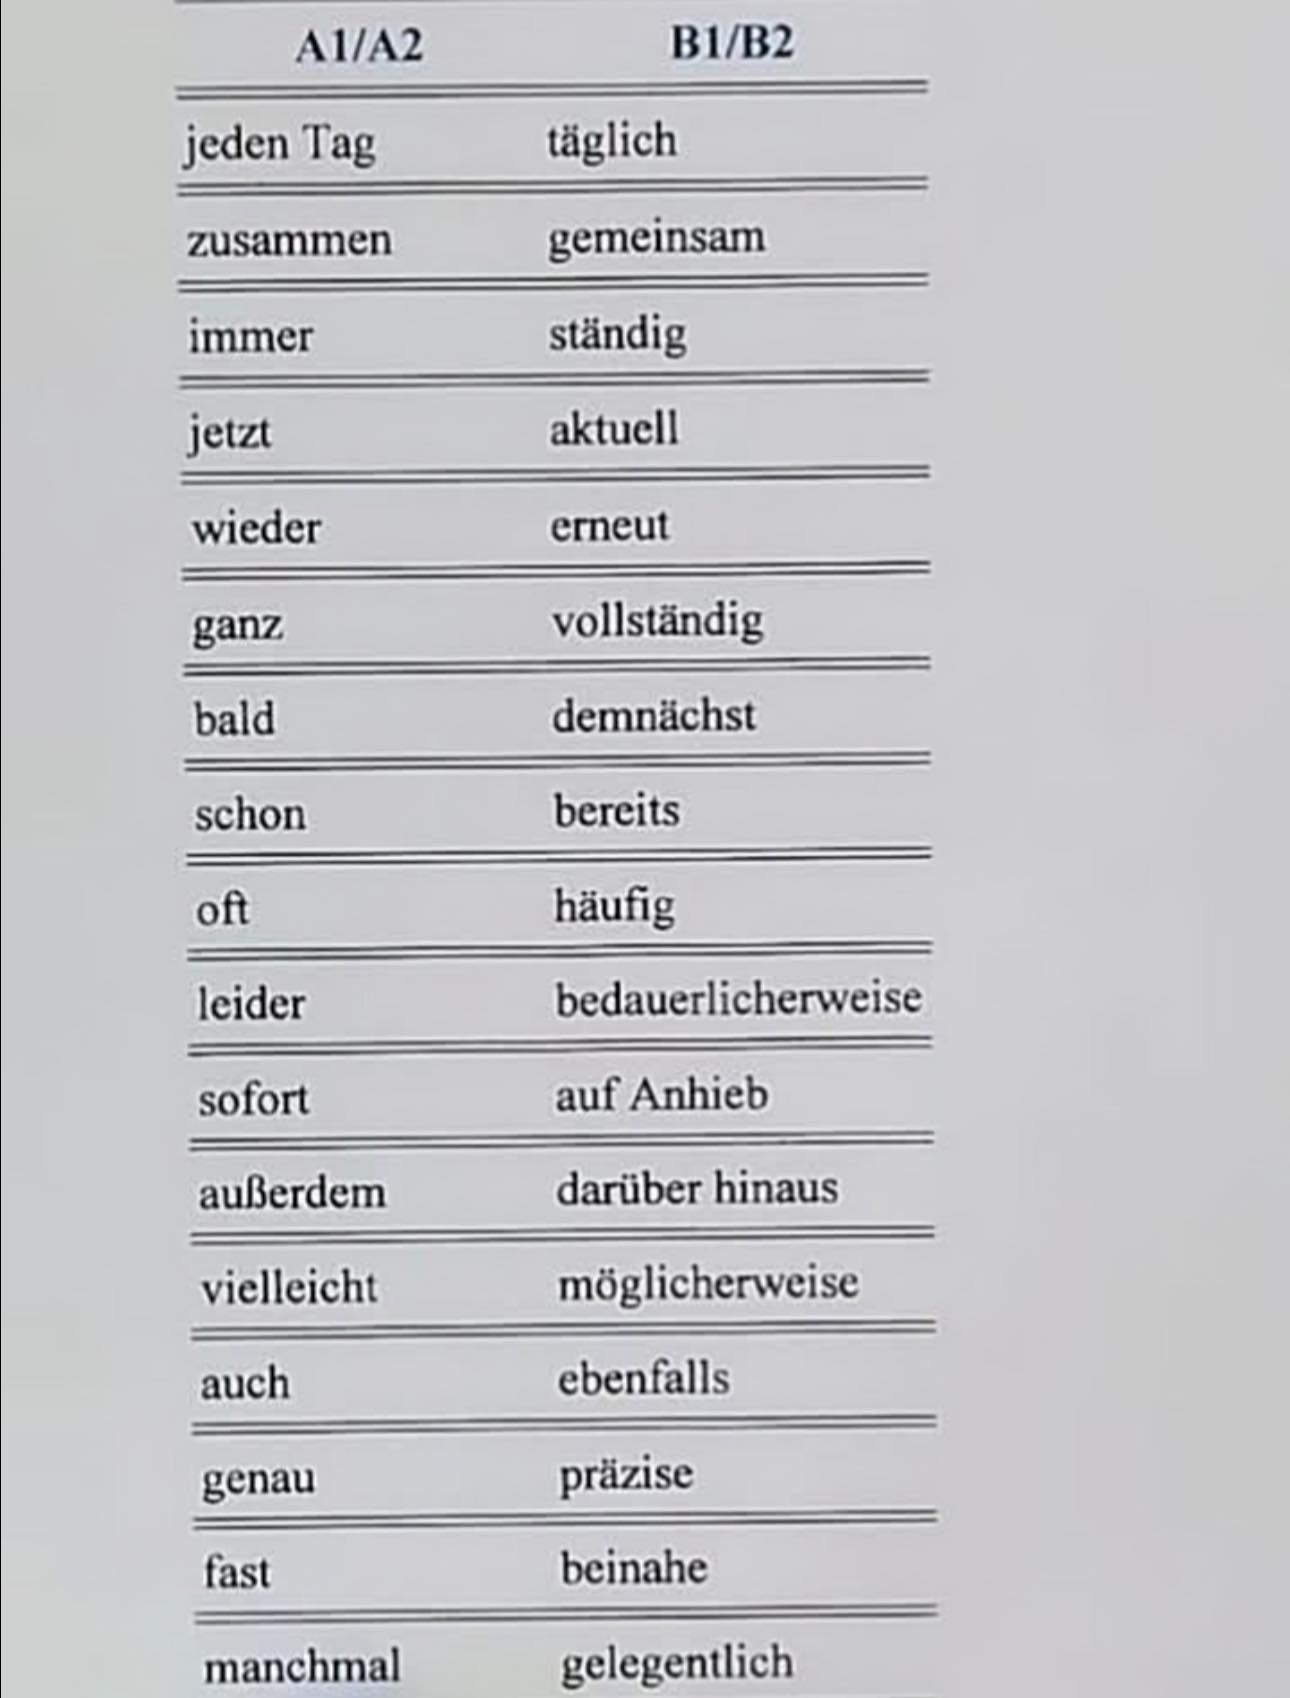 A1/A2 B1/B2
jeden Tag täglich
zusammen gemeinsam
immer ständig
jetzt aktuell
wieder erneut
ganz vollständig
bald demnächst
schon bereits
oft häufig
leider bedauerlicherweise
sofort auf Anhieb
außerdem darüber hinaus
vielleicht möglicherweise
auch ebenfalls
genau präzise
fast beinahe
manchmal gelegentlich